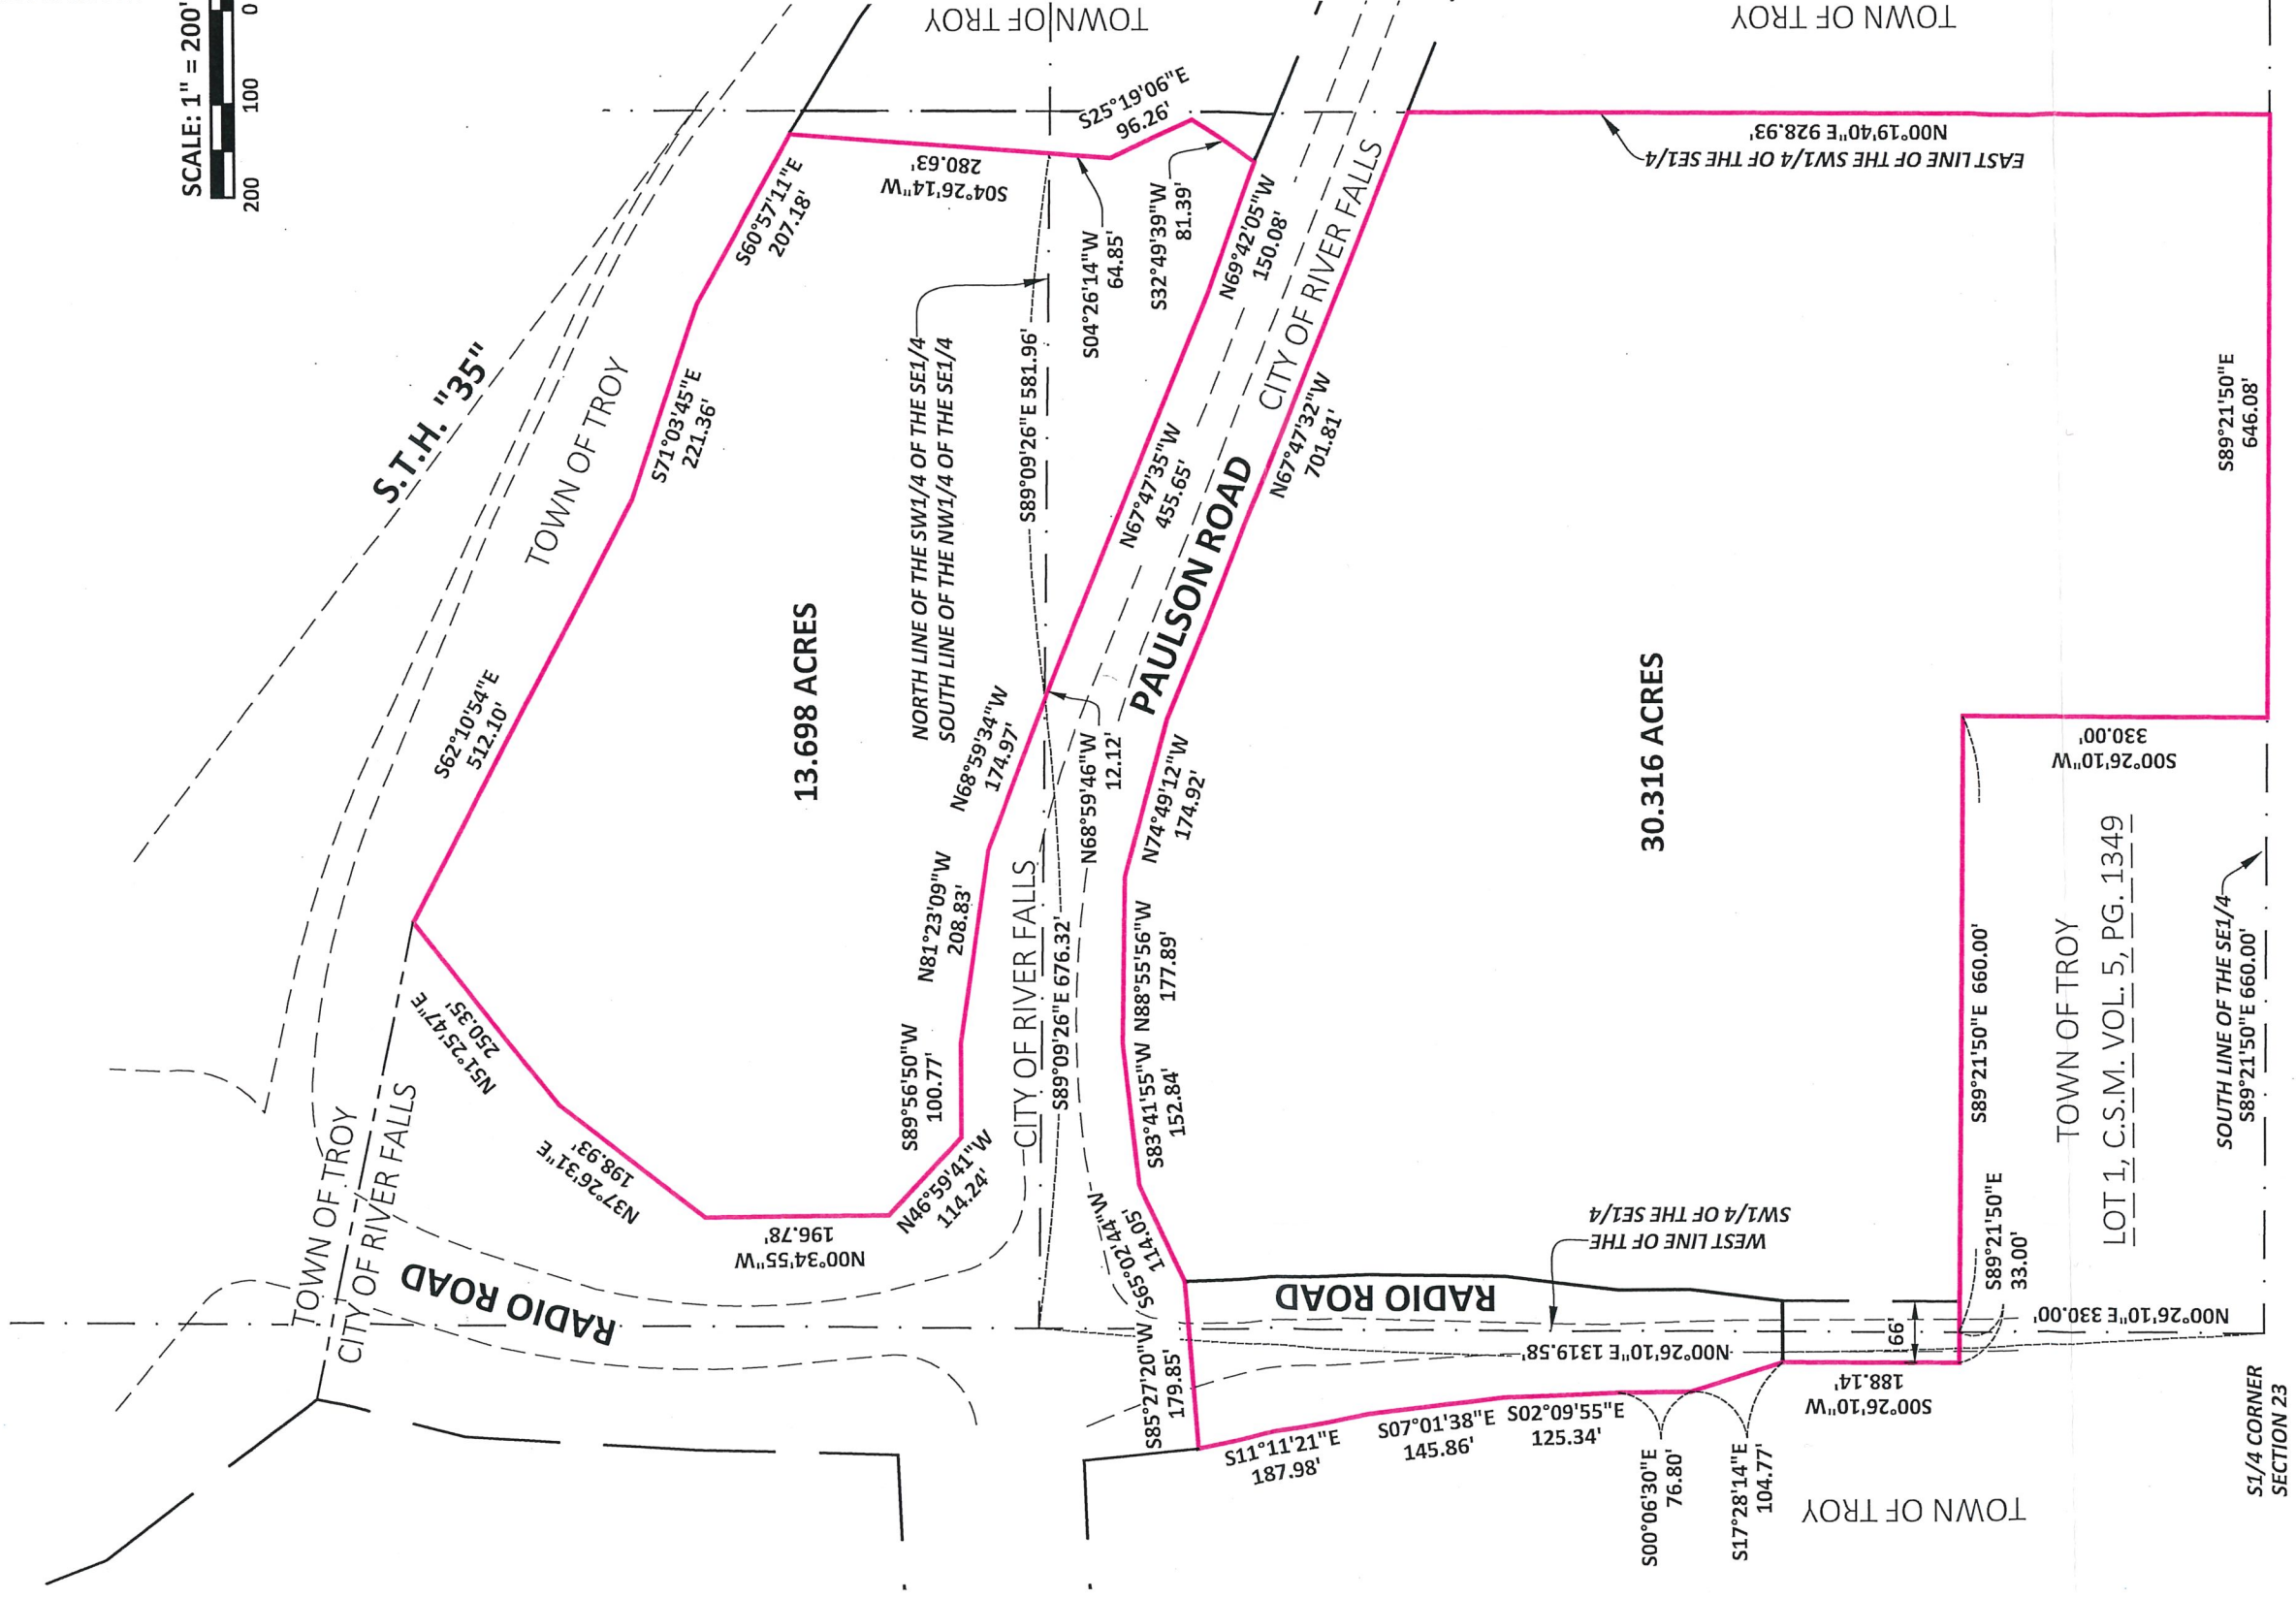 SCALE: 1" = 200'
200
100
0
S.T.H. "35"
TOWN OF TROY
TOWN OF TROY
TOWN OF TROY
S60°57'11"E
207.18'
S71°03'45"E
221.36'
S62°10'54"E
512.10'
N51°25'47"E
250.35'
N37°26'31"E
198.93'
N00°34'55"W
196.78'
N46°59'41"W
114.24'
S89°56'50"W
100.77'
N81°23'09"W
208.83'
N68°59'34"W
174.97'
N68°59'46"W
12.12'
N67°47'35"W
455.65'
N69°42'05"W
150.08'
S32°49'39"W
81.39'
S25°19'06"E
96.26'
S04°26'14"W
64.85'
S04°26'14"W
280.63'
13.698 ACRES
NORTH LINE OF THE SW1/4 OF THE SE1/4
SOUTH LINE OF THE NW1/4 OF THE SE1/4
S89°09'26"E 581.96'
S89°09'26"E 676.32'
TOWN OF TROY
CITY OF RIVER FALLS
RADIO ROAD
CITY OF RIVER FALLS
PAULSON ROAD
CITY OF RIVER FALLS
N67°47'32"W
701.81'
N74°49'12"W
174.92'
N88°55'56"W
177.89'
S83°41'55"W
152.84'
S65°02'44"W
114.05'
S85°27'20"W
179.85'
S11°11'21"E
187.98'
S07°01'38"E
145.86'
S02°09'55"E
125.34'
S00°06'30"E
76.80'
S17°28'14"E
104.77'
S00°26'10"W
188.14'
RADIO ROAD
WEST LINE OF THE
SW1/4 OF THE SE1/4
N00°26'10"E 1319.58'
66'
N00°26'10"E 330.00'
S89°21'50"E
33.00'
S89°21'50"E 660.00'
S00°26'10"W
330.00'
S89°21'50"E
646.08'
N00°19'40"E 928.93'
EAST LINE OF THE SW1/4 OF THE SE1/4
30.316 ACRES
TOWN OF TROY
LOT 1, C.S.M. VOL. 5, PG. 1349
SOUTH LINE OF THE SE1/4
S89°21'50"E 660.00'
TOWN OF TROY
S1/4 CORNER
SECTION 23